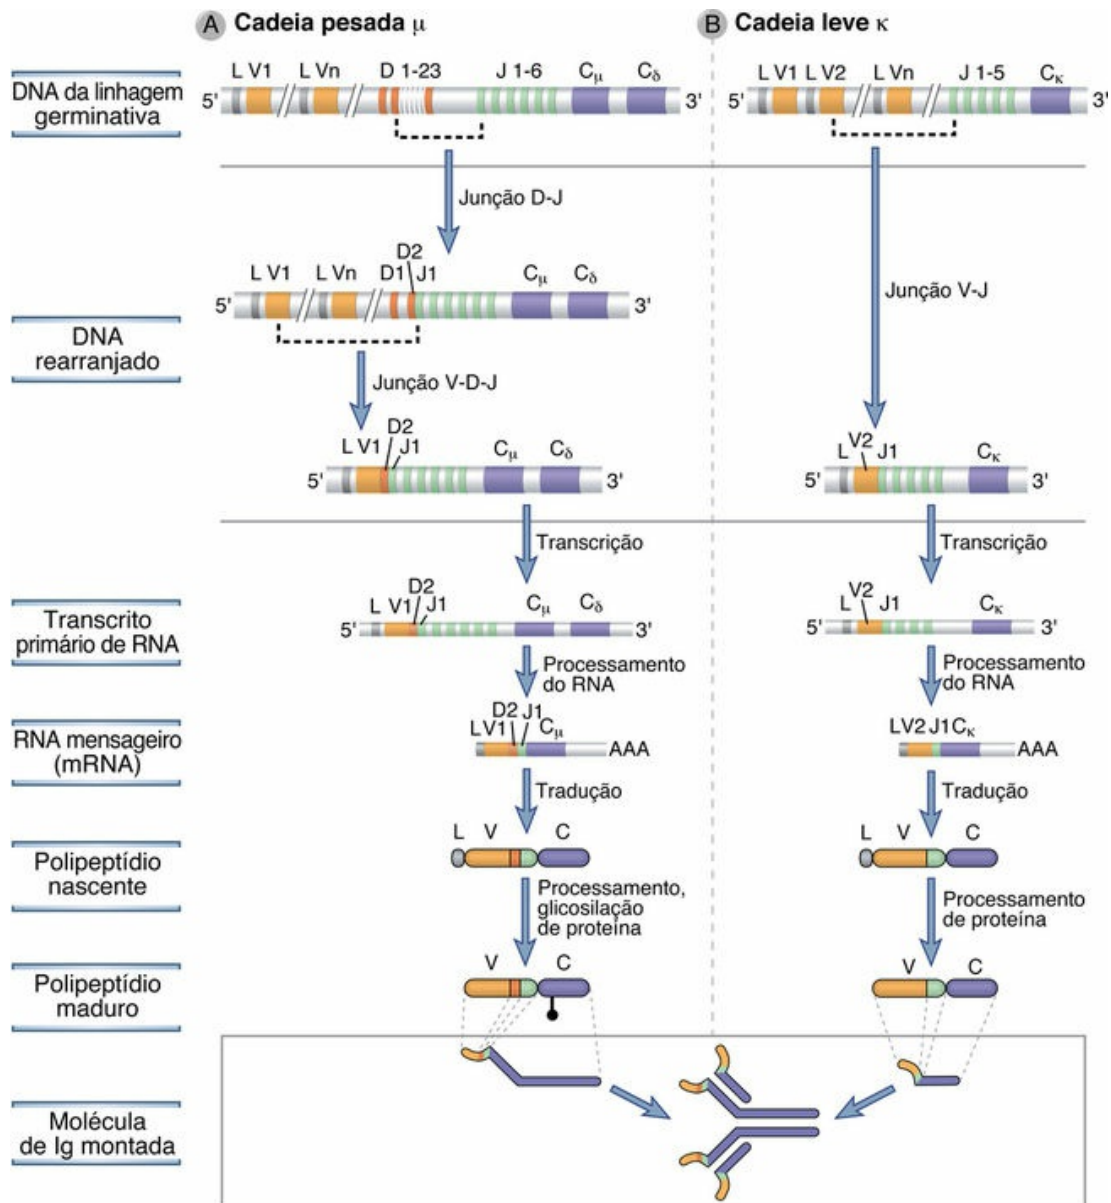 A Cadeia pesada μ
B Cadeia leve κ
DNA da linhagem
germinativa
L V1 L Vn D 1-23 J 1-6 Cμ Cδ
5' 3'
L V1 L V2 L Vn J 1-5 Cκ
5' 3'
Junção D-J
Junção V-J
DNA
rearranjado
D2
L V1 L Vn D1 J1 Cμ Cδ
5' 3'
Junção V-D-J
D2
L V1 J1 Cμ Cδ
5' 3'
V2
L J1 Cκ
5' 3'
Transcrição
Transcrição
Transcrito
primário de RNA
D2
L V1 J1 Cμ Cδ
5' 3'
V2
L J1 Cκ
5' 3'
Processamento
do RNA
Processamento
do RNA
RNA mensageiro
(mRNA)
D2 J1
L V1 Cμ
AAA
L V2 J1 Cκ
AAA
Tradução
Tradução
Polipeptídio
nascente
L V C
L V C
Processamento,
glicosilação
de proteína
Processamento
de proteína
Polipeptídio
maduro
V C
V C
Molécula
de Ig montada